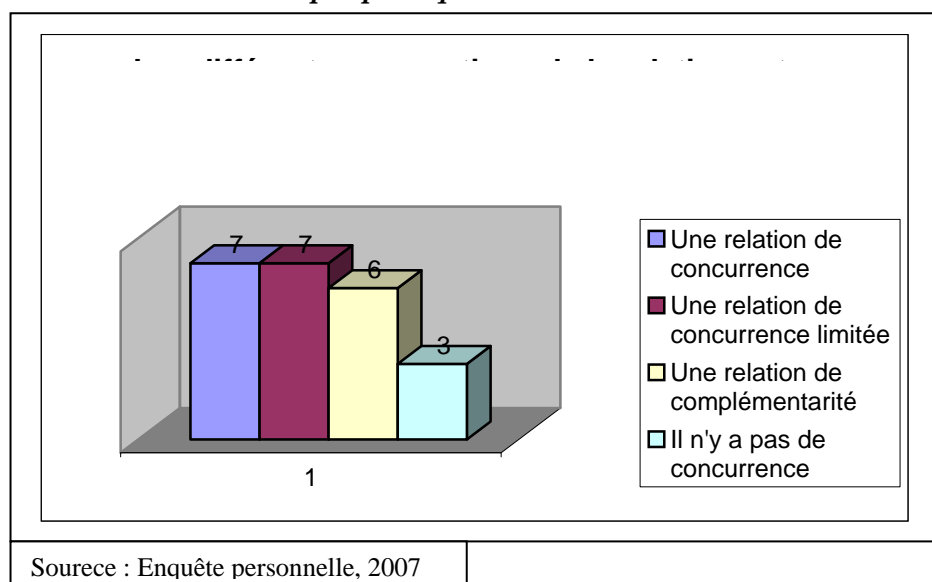 7
7
6
3
1
Une relation de
concurrence
Une relation de
concurrence limitée
Une relation de
complémentarité
Il n'y a pas de
concurrence
Sourece : Enquête personnelle, 2007